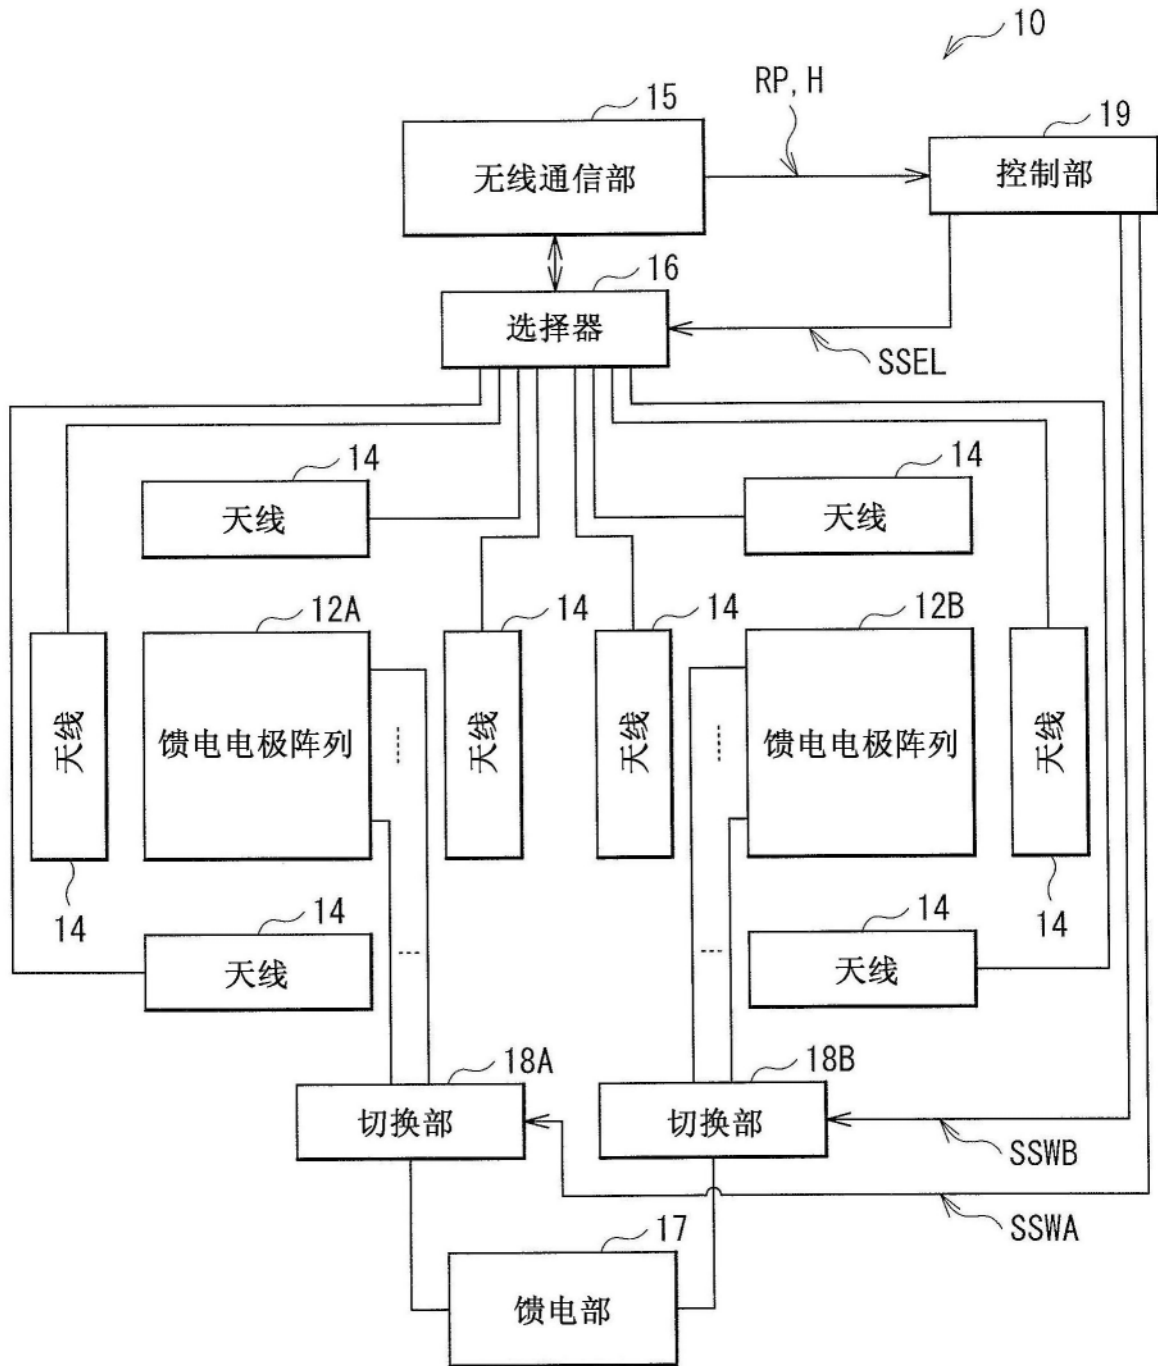 10
RP, H
15
19
无线通信部
控制部
16
选择器
SSEL
14
14
天线
天线
12A
14
14
12B
天线
馈电电极阵列
天线
天线
馈电电极阵列
天线
14
14
14
14
天线
天线
18A
18B
切换部
切换部
SSWB
SSWA
17
馈电部